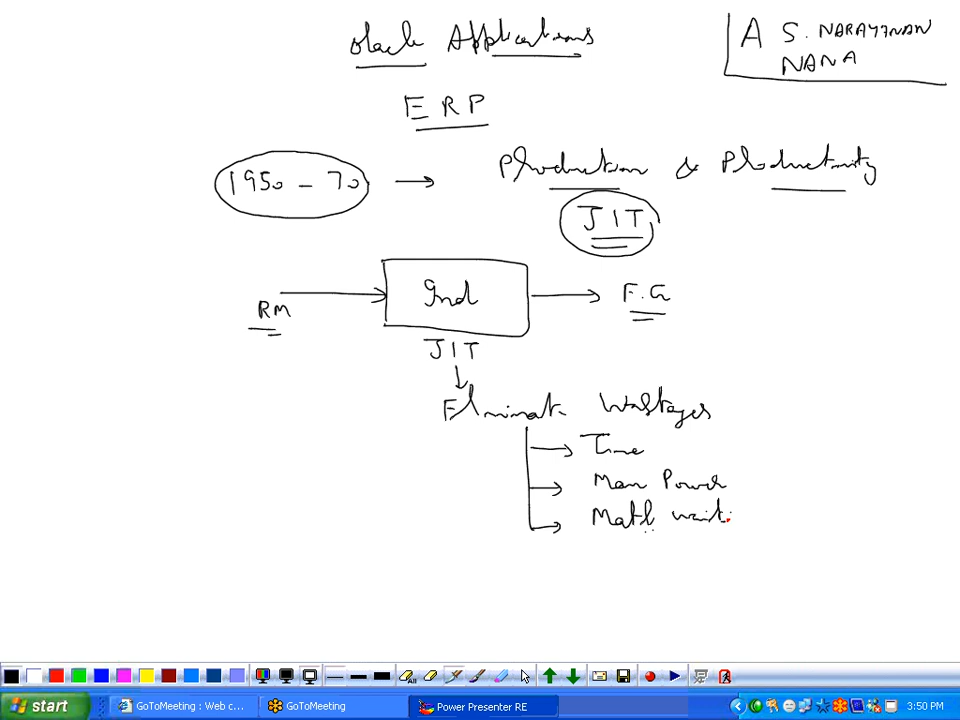 Oracle Applications
A S. NARAYANAN
NANA
ERP
1950 - 70 → Production & Productivity
JIT
RM → Ind → F.G
JIT
Eliminate Wastages
Time
Man Power
Matl wait
start
GoToMeeting : Web c...
GoToMeeting
Power Presenter RE
3:50 PM